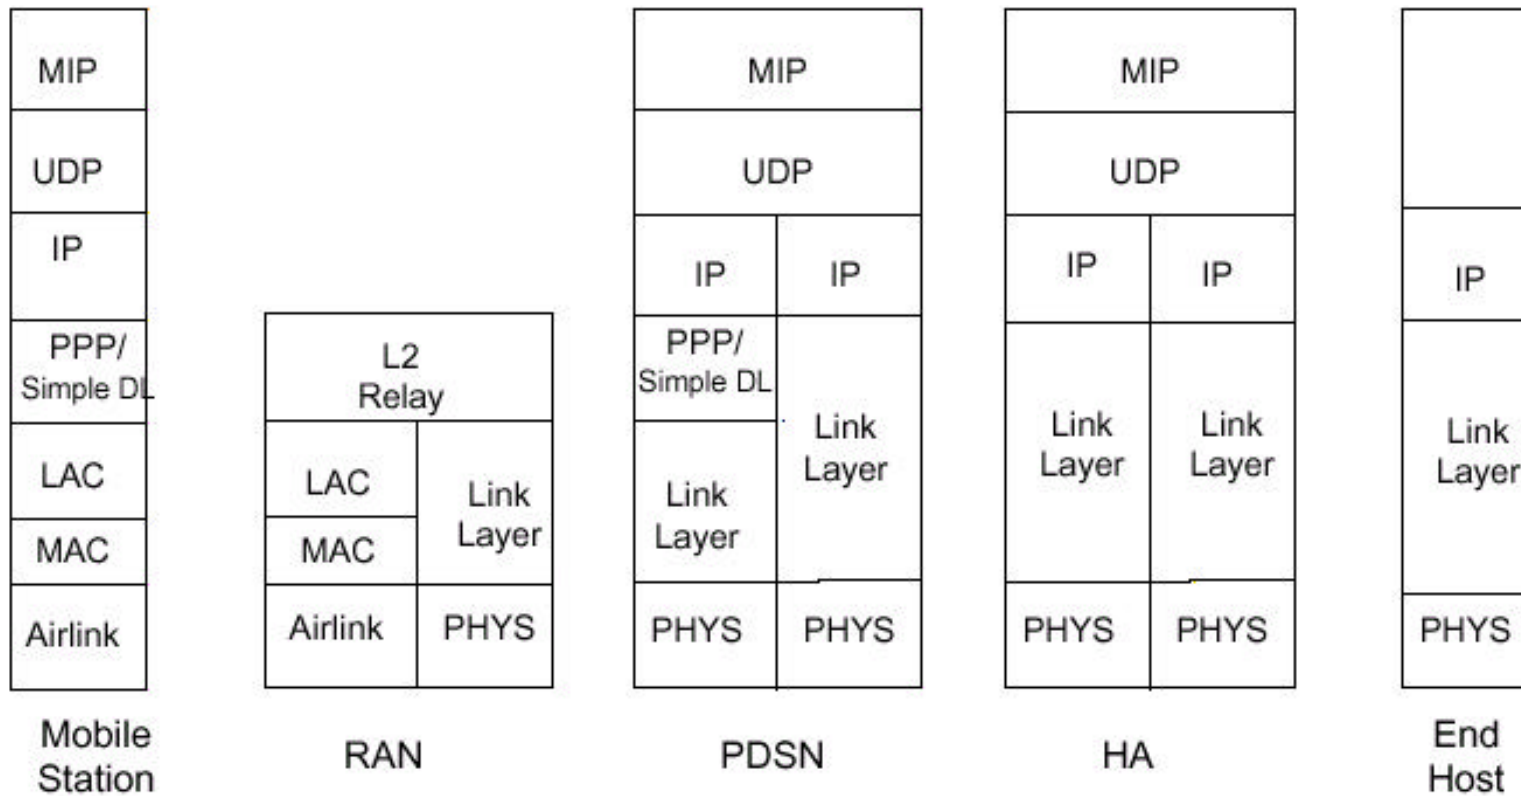 MIP
UDP
IP
PPP/
Simple DL
LAC
MAC
Airlink
Mobile
Station
L2
Relay
LAC
MAC
Link
Layer
Airlink
PHYS
RAN
MIP
UDP
IP
IP
PPP/
Simple DL
Link
Layer
Link
Layer
PHYS
PHYS
PDSN
MIP
UDP
IP
IP
Link
Layer
Link
Layer
PHYS
PHYS
HA
IP
Link
Layer
PHYS
End
Host